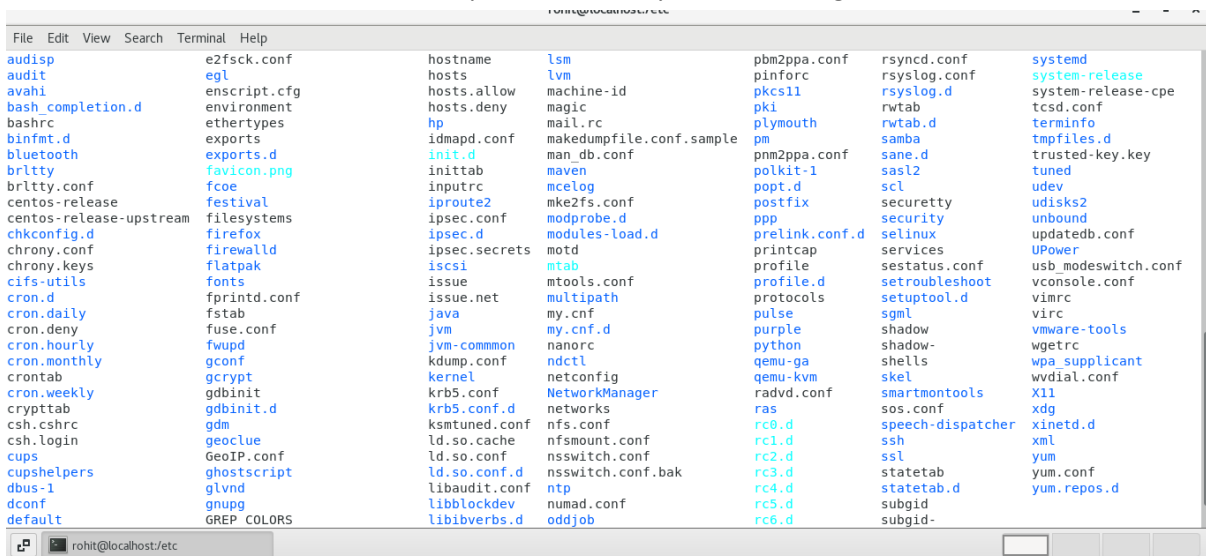 rohit@localhost:/etc
File Edit View Search Terminal Help
audisp e2fsck.conf hostname lsm pbm2ppa.conf rsyncd.conf systemd
audit egl hosts lvm pinforc rsyslog.conf system-release
avahi enscript.cfg hosts.allow machine-id pkcs11 rsyslog.d system-release-cpe
bash_completion.d environment hosts.deny magic pki rwtab tcsd.conf
bashrc ethertypes hp mail.rc plymouth rwtab.d terminfo
binfmt.d exports idmapd.conf makedumpfile.conf.sample pm samba tmpfiles.d
bluetooth exports.d init.d man_db.conf pnm2ppa.conf sane.d trusted-key.key
brltty favicon.png inittab maven polkit-1 sasl2 tuned
brltty.conf fcoe inputrc mcelog popt.d scl udev
centos-release festival iproute2 mke2fs.conf postfix securetty udisks2
centos-release-upstream filesystems ipsec.conf modprobe.d ppp security unbound
chkconfig.d firefox ipsec.d modules-load.d prelink.conf.d selinux updatedb.conf
chrony.conf firewalld ipsec.secrets motd printcap services UPower
chrony.keys flatpak iscsi mtab profile sestatus.conf usb_modeswitch.conf
cifs-utils fonts issue mtools.conf profile.d setroubleshoot vconsole.conf
cron.d fprintd.conf issue.net multipath protocols setuptool.d vimrc
cron.daily fstab java my.cnf pulse sgml virc
cron.deny fuse.conf jvm my.cnf.d purple shadow vmware-tools
cron.hourly fwupd jvm-commmon nanorc python shadow- wgetrc
cron.monthly gconf kdump.conf ndctl qemu-ga shells wpa_supplicant
crontab gcrypt kernel netconfig qemu-kvm skel wvdial.conf
cron.weekly gdbinit krb5.conf NetworkManager radvd.conf smartmontools X11
crypttab gdbinit.d krb5.conf.d networks ras sos.conf xdg
csh.cshrc gdm ksmtuned.conf nfs.conf rc0.d speech-dispatcher xinetd.d
csh.login geoclue ld.so.cache nfsmount.conf rc1.d ssh xml
cups GeoIP.conf ld.so.conf nsswitch.conf rc2.d ssl yum
cupshelpers ghostscript ld.so.conf.d nsswitch.conf.bak rc3.d statetab yum.conf
dbus-1 glvnd libaudit.conf ntp rc4.d statetab.d yum.repos.d
dconf gnupg libblockdev numad.conf rc5.d subgid
default GREP_COLORS libibverbs.d oddjob rc6.d subgid-
rohit@localhost:/etc